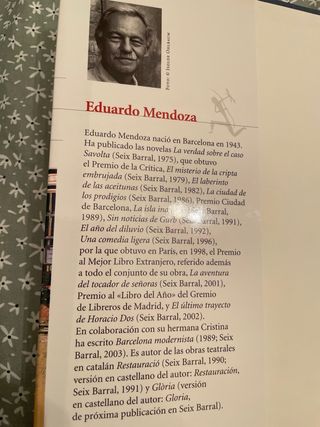 FOTO: © JERICH OBERBICHLER
Eduardo Mendoza
Eduardo Mendoza nació en Barcelona en 1943.
Ha publicado las novelas La verdad sobre el caso
Savolta (Seix Barral, 1975), que obtuvo
el Premio de la Crítica, El misterio de la cripta
embrujada (Seix Barral, 1979), El laberinto
de las aceitunas (Seix Barral, 1982), La ciudad de
los prodigios (Seix Barral, 1986), Premio Ciudad
de Barcelona, La isla Barral,
1989), Sin noticias de Gurb (Seix Barral, 1991),
El año del diluvio (Seix Barral, 1992),
Una comedia ligera (Seix Barral, 1996),
por la que obtuvo en París, en 1998, el Premio
al Mejor Libro Extranjero, referido además
a todo el conjunto de su obra, La aventura
del tocador de señoras (Seix Barral, 2001),
Premio al «Libro del Año» del Gremio
de Libreros de Madrid, y El último trayecto
de Horacio Dos (Seix Barral, 2002).
En colaboración con su hermana Cristina
ha escrito Barcelona modernista (1989; Seix
Barral, 2003). Es autor de las obras teatrales
en catalán Restauració (Seix Barral, 1990;
versión en castellano del autor: Restauración,
Seix Barral, 1991) y Glòria (versión
en castellano del autor: Gloria,
de próxima publicación en Seix Barral).